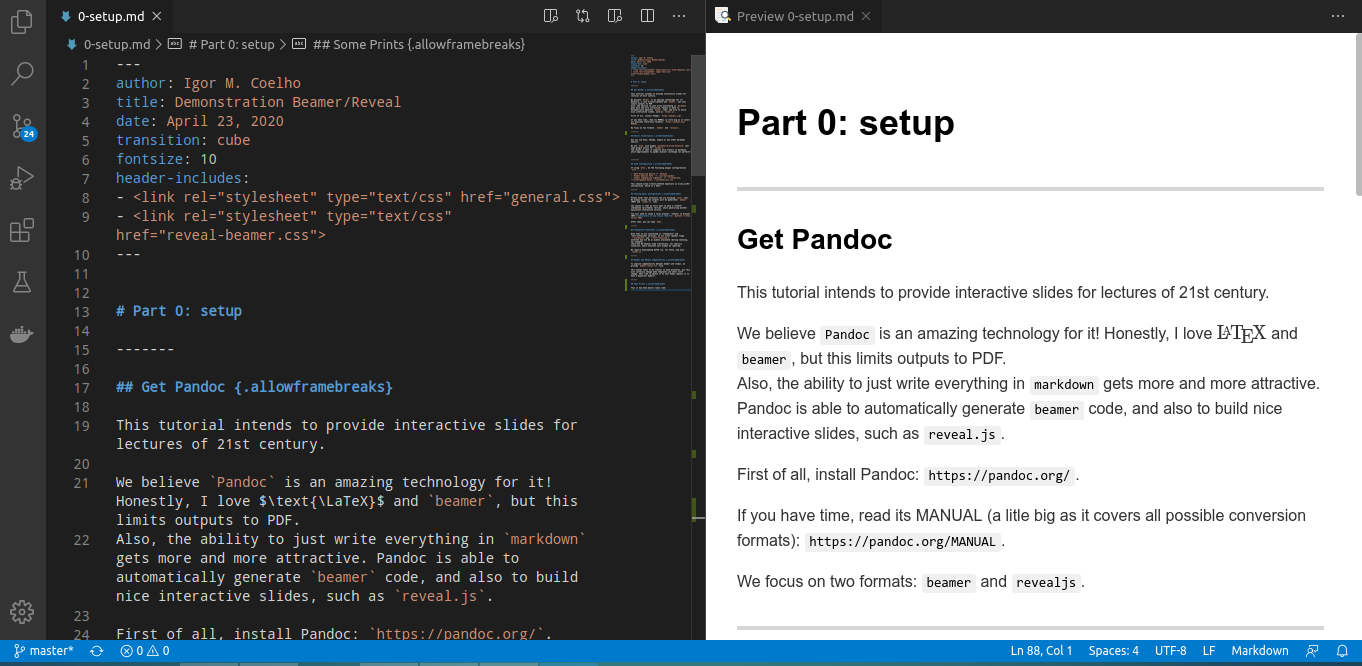 0-setup.md
0-setup.md > # Part 0: setup > ## Some Prints {.allowframebreaks}
1 ---
2 author: Igor M. Coelho
3 title: Demonstration Beamer/Reveal
4 date: April 23, 2020
5 transition: cube
6 fontsize: 10
7 header-includes:
8 - <link rel="stylesheet" type="text/css" href="general.css">
9 - <link rel="stylesheet" type="text/css"
href="reveal-beamer.css">
10 ---
11
12
13 # Part 0: setup
14
15 -------
16
17 ## Get Pandoc {.allowframebreaks}
18
19 This tutorial intends to provide interactive slides for
lectures of 21st century.
20
21 We believe `Pandoc` is an amazing technology for it!
Honestly, I love $\text{\LaTeX}$ and `beamer`, but this
limits outputs to PDF.
22 Also, the ability to just write everything in `markdown`
gets more and more attractive. Pandoc is able to
automatically generate `beamer` code, and also to build
nice interactive slides, such as `reveal.js`.
23
24 First of all, install Pandoc: `https://pandoc.org/`.
24
Preview 0-setup.md
Part 0: setup
Get Pandoc
This tutorial intends to provide interactive slides for lectures of 21st century.
We believe Pandoc is an amazing technology for it! Honestly, I love LATEX and
beamer, but this limits outputs to PDF.
Also, the ability to just write everything in markdown gets more and more attractive.
Pandoc is able to automatically generate beamer code, and also to build nice
interactive slides, such as reveal.js.
First of all, install Pandoc: https://pandoc.org/.
If you have time, read its MANUAL (a litle big as it covers all possible conversion
formats): https://pandoc.org/MANUAL.
We focus on two formats: beamer and revealjs.
master* 0 0 Ln 88, Col 1 Spaces: 4 UTF-8 LF Markdown